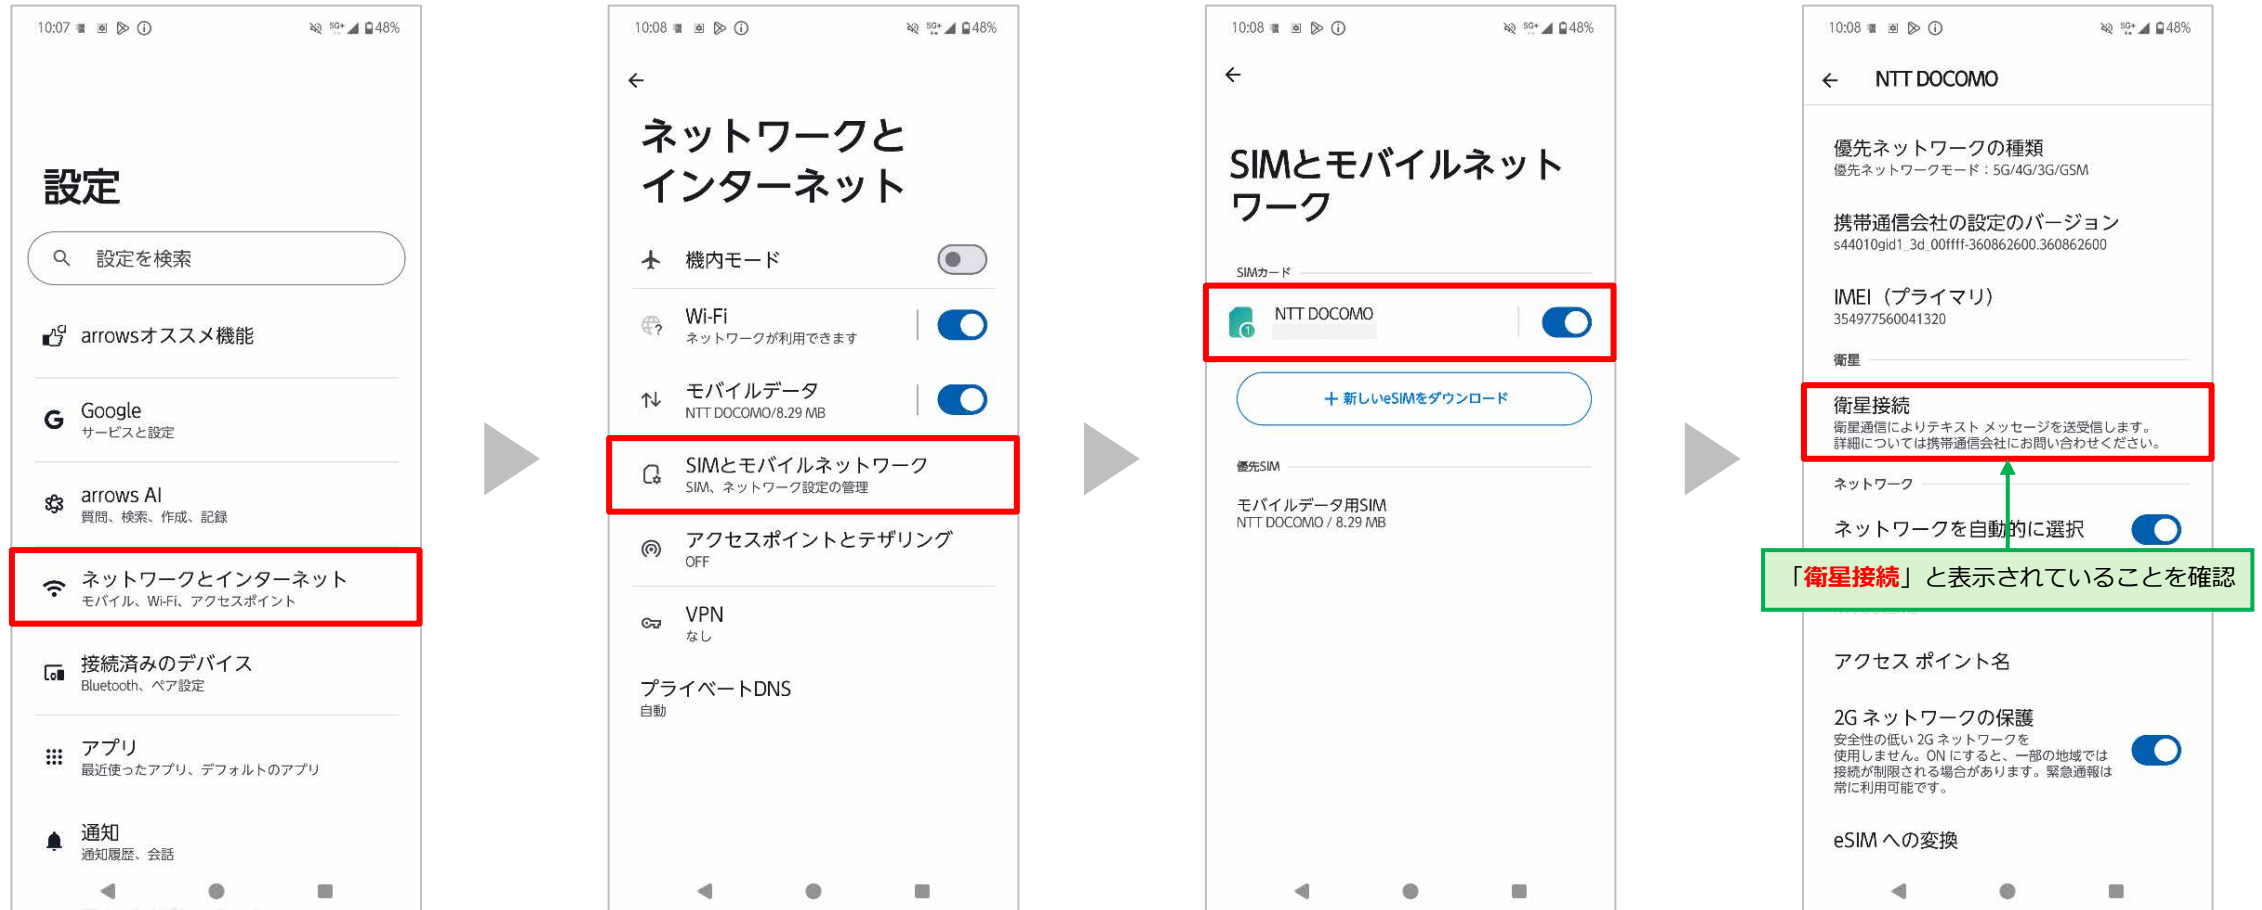 10:07
5G+
48%
設定
設定を検索
arrowsオススメ機能
Google
サービスと設定
arrows AI
質問、検索、作成、記録
ネットワークとインターネット
モバイル、Wi-Fi、アクセスポイント
接続済みのデバイス
Bluetooth、ペア設定
アプリ
最近使ったアプリ、デフォルトのアプリ
通知
通知履歴、会話
10:08
5G+
48%
ネットワークと
インターネット
機内モード
Wi-Fi
ネットワークが利用できます
モバイルデータ
NTT DOCOMO/8.29 MB
SIMとモバイルネットワーク
SIM、ネットワーク設定の管理
アクセスポイントとテザリング
OFF
VPN
なし
プライベートDNS
自動
10:08
5G+
48%
SIMとモバイルネット
ワーク
SIMカード
1
NTT DOCOMO
＋新しいeSIMをダウンロード
優先SIM
モバイルデータ用SIM
NTT DOCOMO / 8.29 MB
10:08
5G+
48%
NTT DOCOMO
優先ネットワークの種類
優先ネットワークモード：5G/4G/3G/GSM
携帯通信会社の設定のバージョン
s44010gid1_3d_00ffff-360862600.360862600
IMEI（プライマリ）
354977560041320
衛星
衛星接続
衛星通信によりテキスト メッセージを送受信します。
詳細については携帯通信会社にお問い合わせください。
ネットワーク
ネットワークを自動的に選択
「衛星接続」と表示されていることを確認
アクセス ポイント名
2G ネットワークの保護
安全性の低い 2G ネットワークを
使用しません。ON にすると、一部の地域では
接続が制限される場合があります。緊急通報は
常に利用可能です。
eSIM への変換